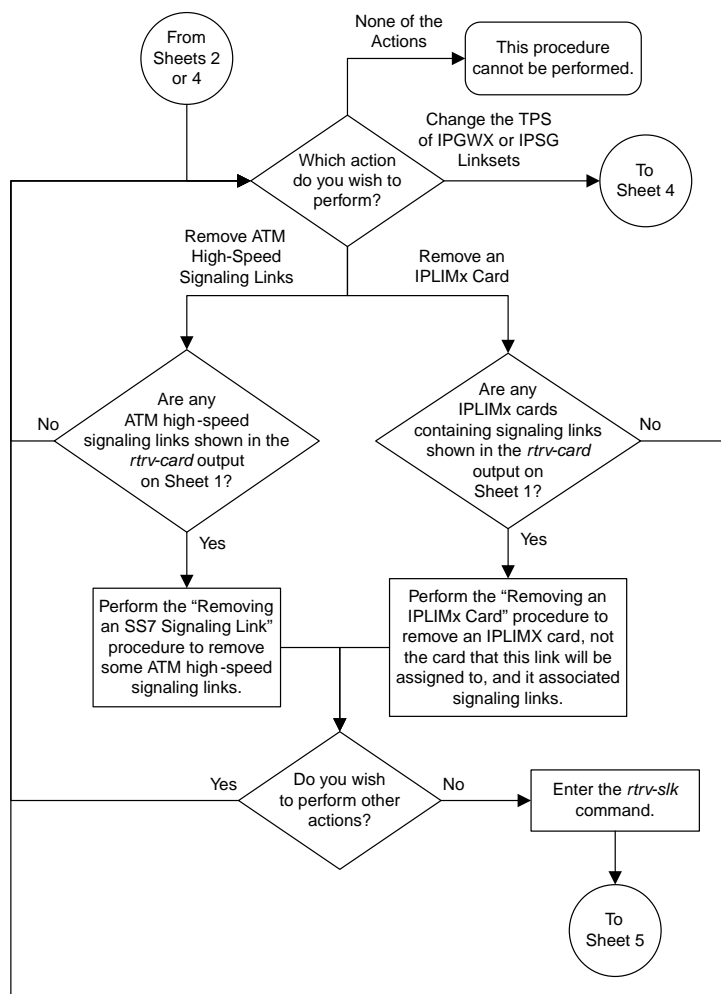 From
Sheets 2
or 4
None of the
Actions
This procedure
cannot be performed.
Which action
do you wish to
perform?
Change the TPS
of IPGWX or IPSG
Linksets
To
Sheet 4
Remove ATM
High-Speed
Signaling Links
Remove an
IPLIMx Card
Are any
ATM high-speed
signaling links shown in the
rtrv-card output
on Sheet 1?
No
Yes
Are any
IPLIMx cards
containing signaling links
shown in the rtrv-card
output on
Sheet 1?
No
Yes
Perform the “Removing
an SS7 Signaling Link”
procedure to remove
some ATM high-speed
signaling links.
Perform the “Removing an
IPLIMx Card” procedure to
remove an IPLIMX card, not
the card that this link will be
assigned to, and it associated
signaling links.
Do you wish
to perform other
actions?
Yes
No
Enter the rtrv-slk
command.
To
Sheet 5